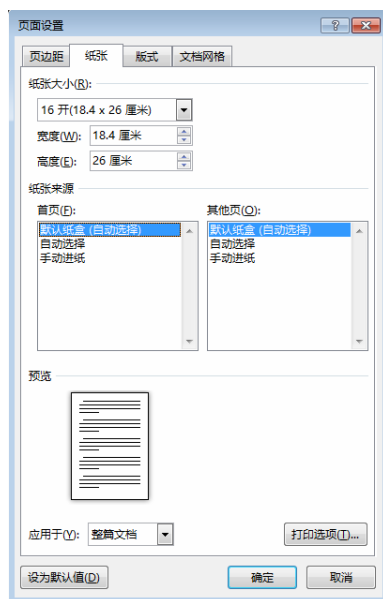 页面设置
页边距 纸张 版式 文档网格
纸张大小(R):
16 开(18.4 x 26 厘米)
宽度(W): 18.4 厘米
高度(E): 26 厘米
纸张来源
首页(F): 其他页(O):
默认纸盒 (自动选择) 默认纸盒 (自动选择)
自动选择 自动选择
手动进纸 手动进纸
预览
应用于(Y): 整篇文档 打印选项(T)...
设为默认值(D) 确定 取消